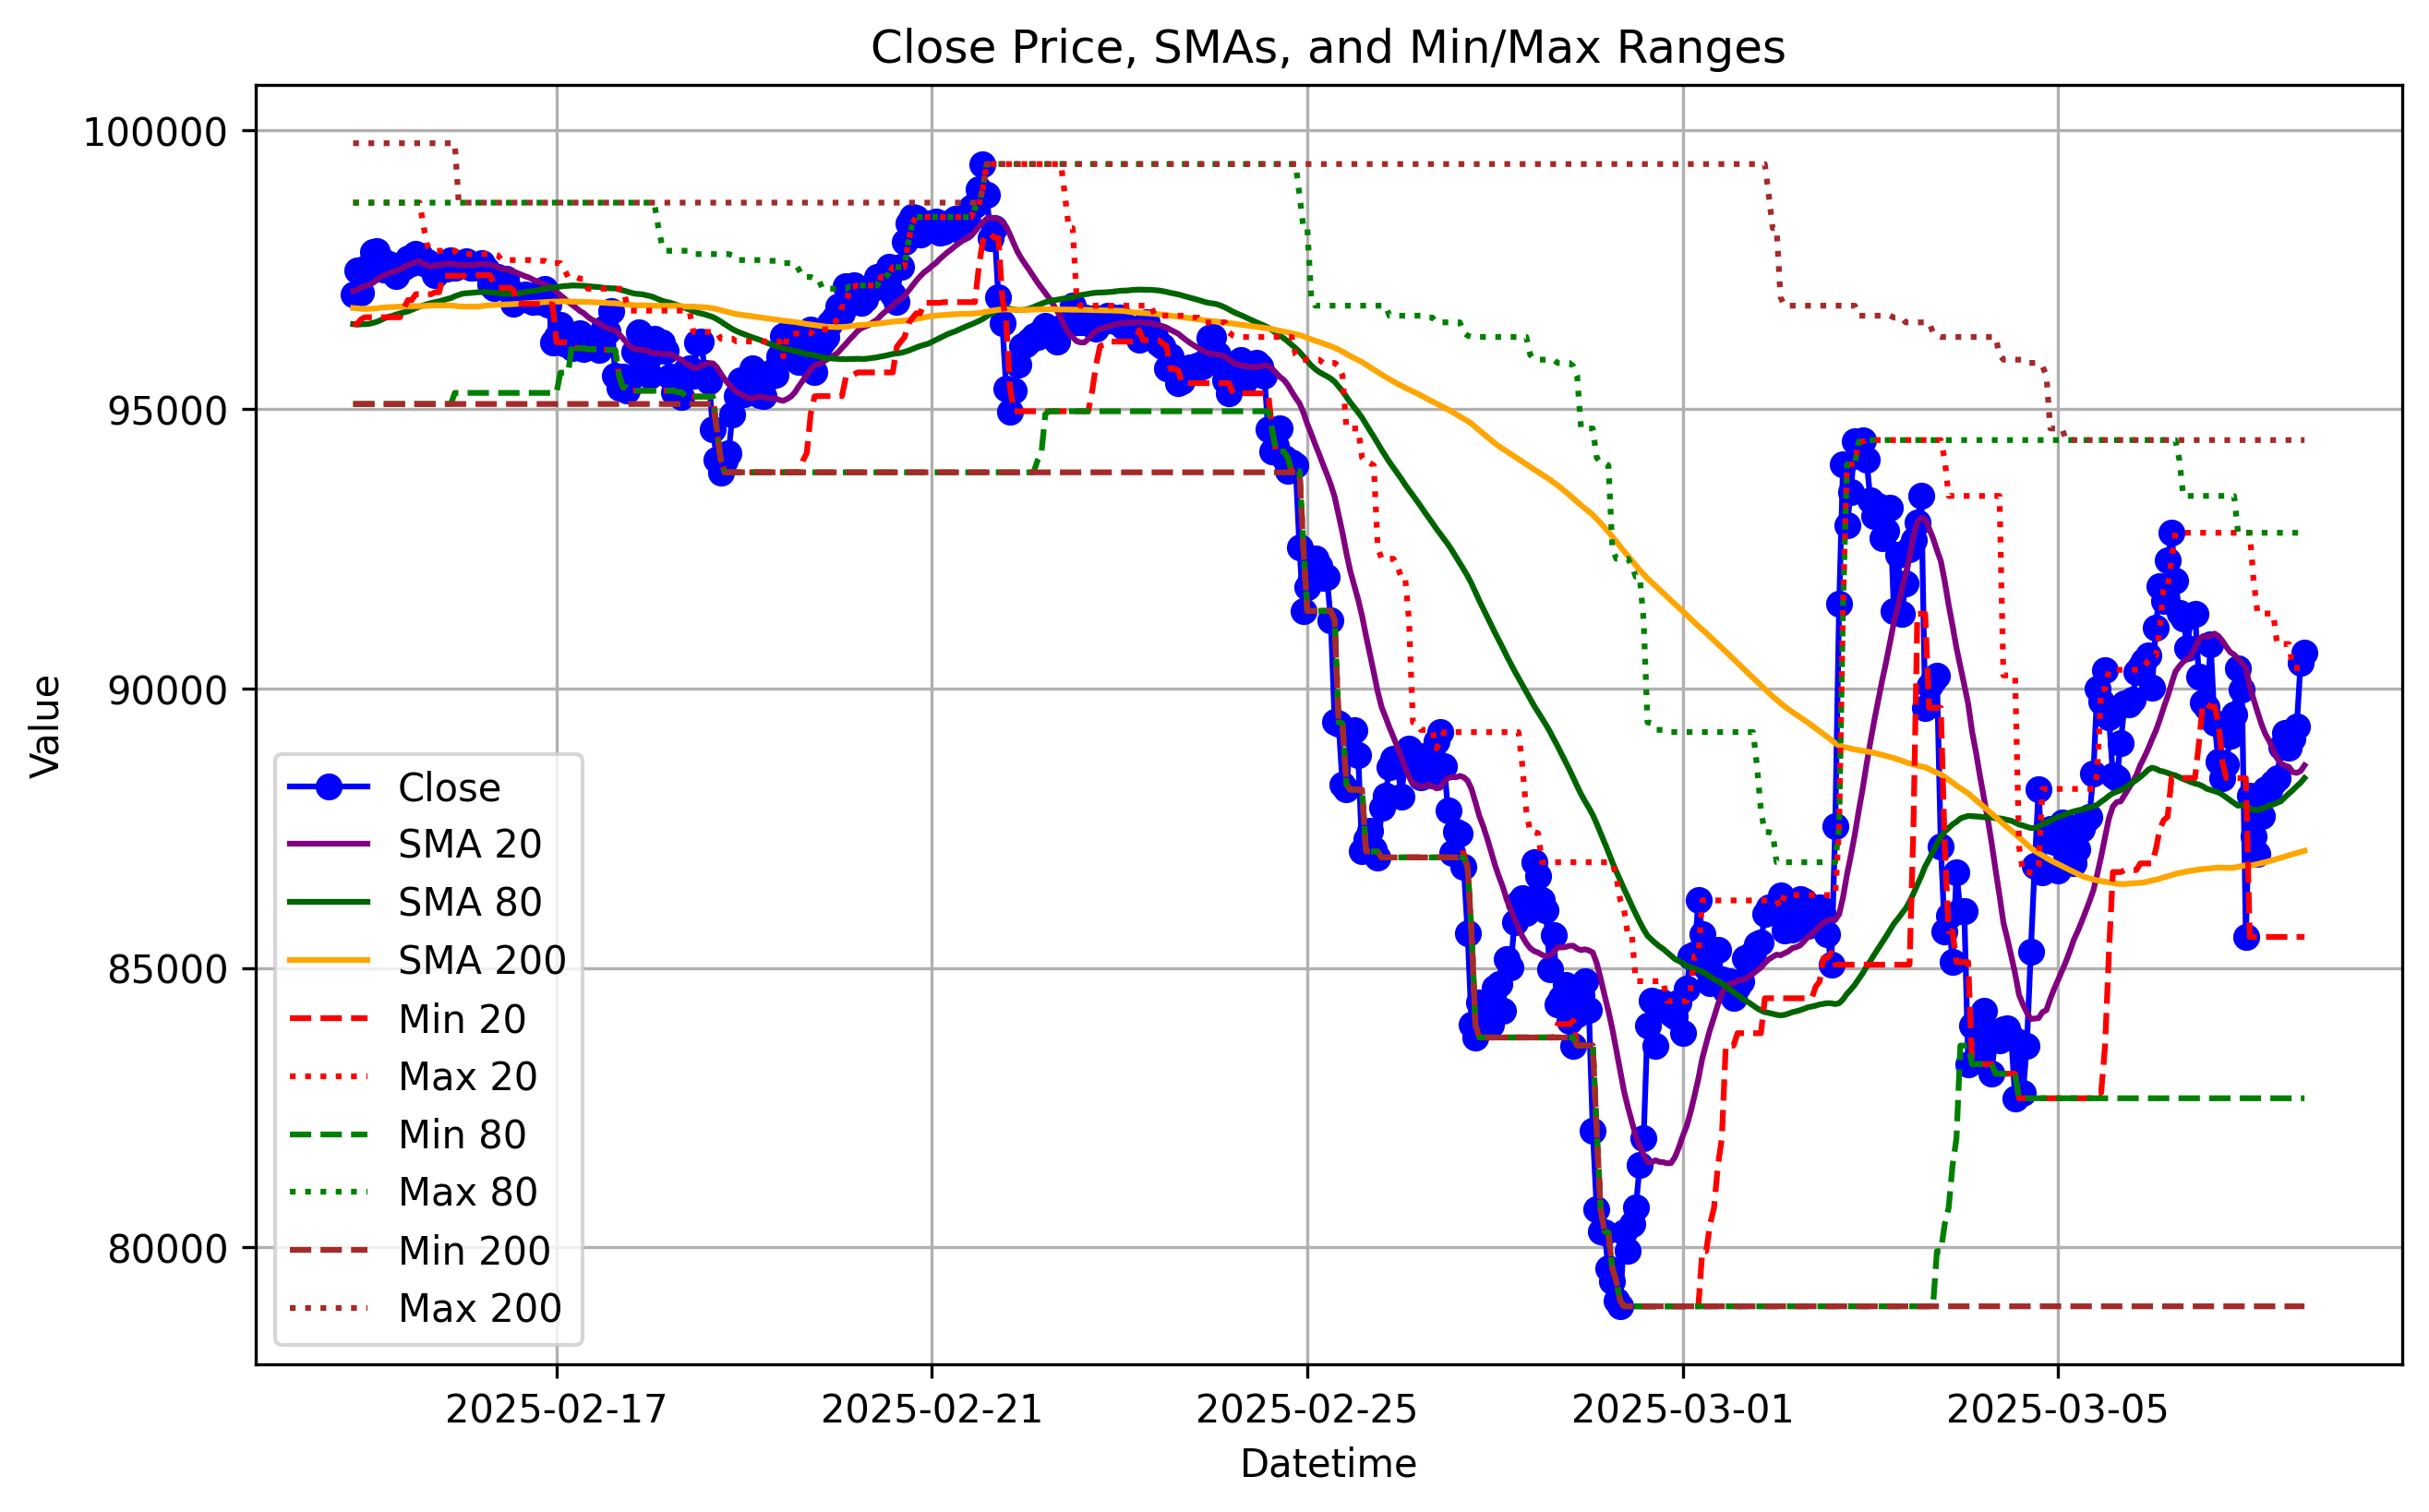 Close Price, SMAs, and Min/Max Ranges
100000
95000
90000
85000
80000
Value
Close
SMA 20
SMA 80
SMA 200
Min 20
Max 20
Min 80
Max 80
Min 200
Max 200
2025-02-17
2025-02-21
2025-02-25
2025-03-01
2025-03-05
Datetime